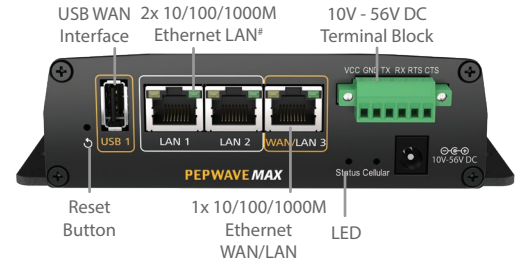 USB WAN
Interface
2x 10/100/1000M
Ethernet LAN#
10V - 56V DC
Terminal Block
VCC GND TX RX RTS CTS
USB 1
LAN 1
LAN 2
WAN/LAN 3
10V-56V DC
Status Cellular
PEPWAVE MAX
Reset
Button
1x 10/100/1000M
Ethernet
WAN/LAN
LED